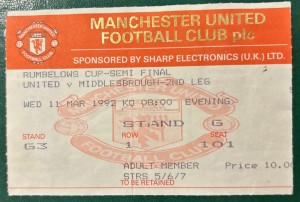 MANCHESTER UNITED
FOOTBALL CLUB plc
SPONSORED BY SHARP ELECTRONICS (U.K.) LTD.
RUMBELOWS CUP-SEMI FINAL
UNITED v MIDDLESBROUGH-2ND LEG
WED 11 MAR 1992 KO 08:00 EVENING
STAND G
STAND ROW SEAT
G3 1 101
ADULT-MEMBER Price 10.00
STRS 5/6/7
TO BE RETAINED